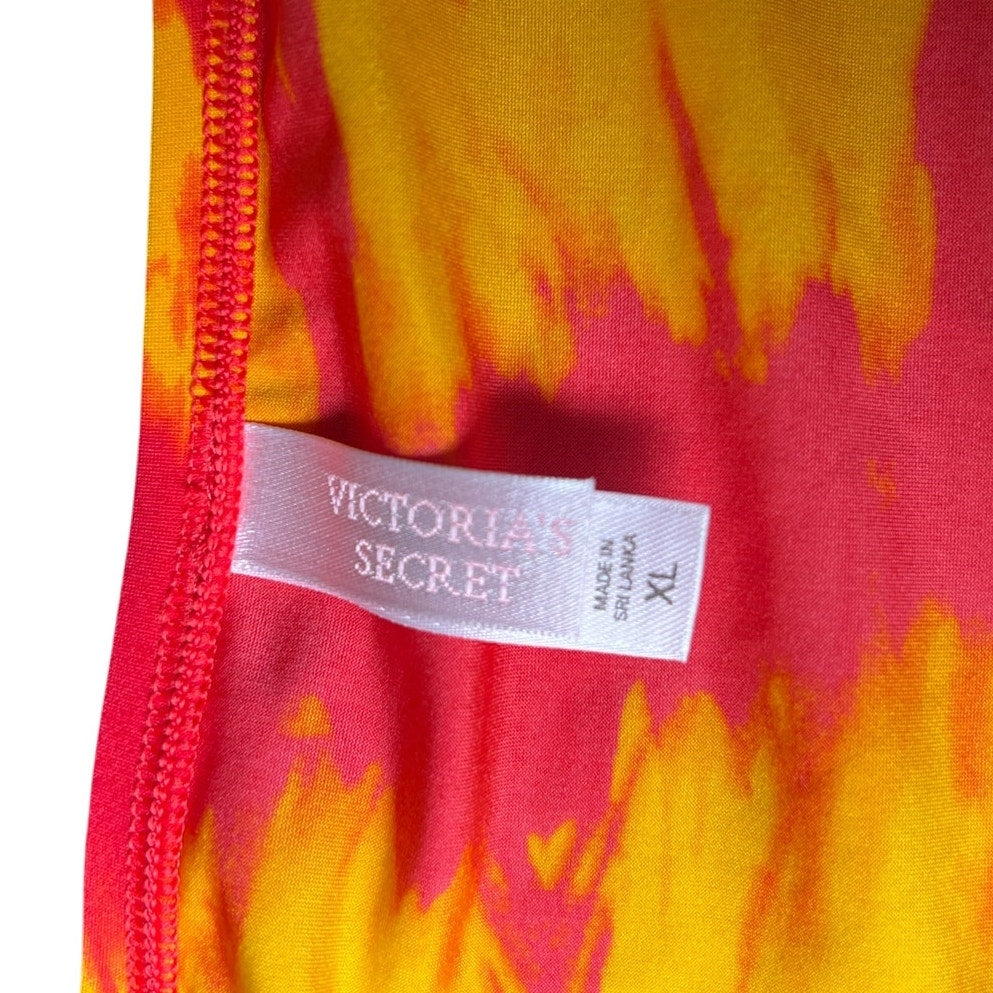 VICTORIA'S
SECRET
MADE IN
SRI LANKA
XL